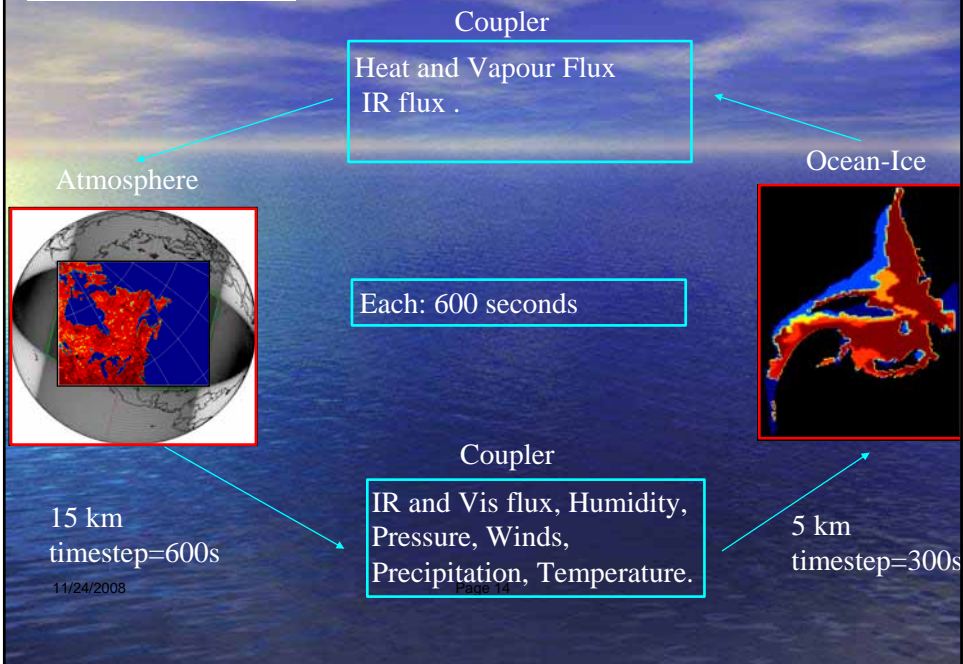 Coupler
Heat and Vapour Flux
IR flux .
Ocean-Ice
Atmosphere
Each: 600 seconds
Coupler
IR and Vis flux, Humidity,
Pressure, Winds,
Precipitation, Temperature.
15 km
timestep=600s
5 km
timestep=300s
11/24/2008
Page 14